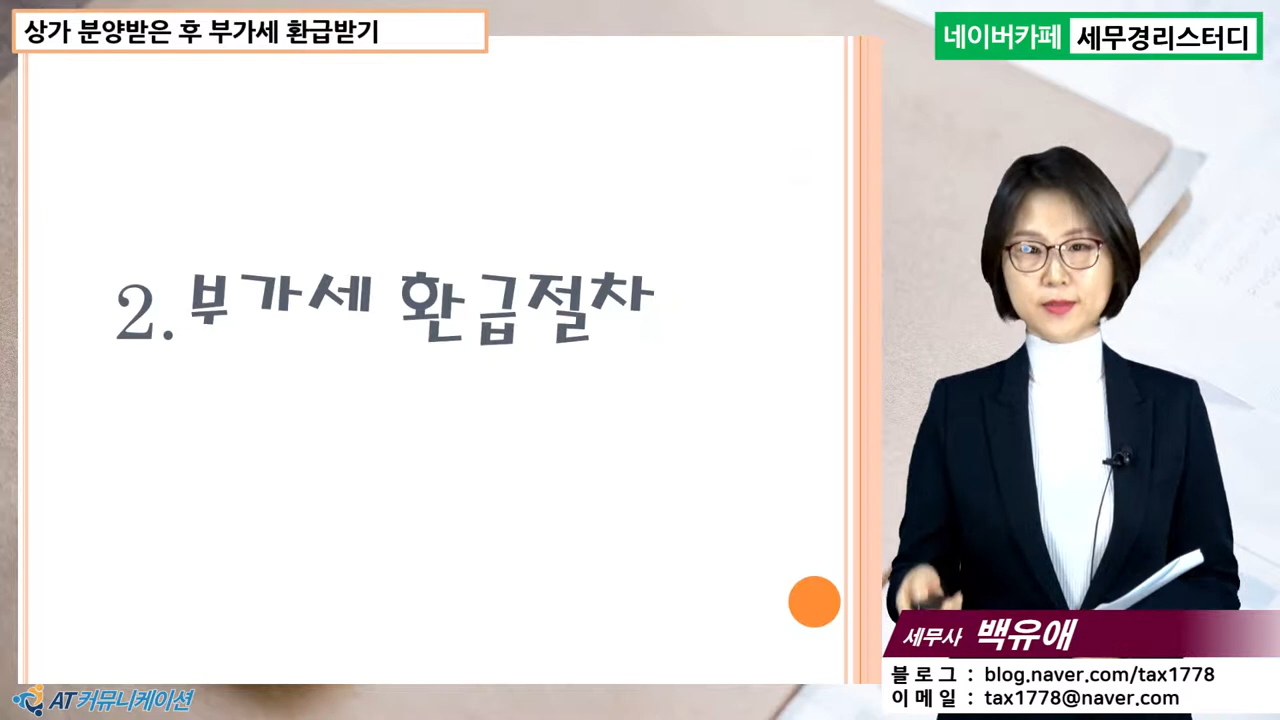 상가 분양받은 후 부가세 환급받기
네이버카페 세무경리스터디
2.부가세 환급절차
세무사 백유애
블로그 : blog.naver.com/tax1778
이메일 : tax1778@naver.com
AT커뮤니케이션